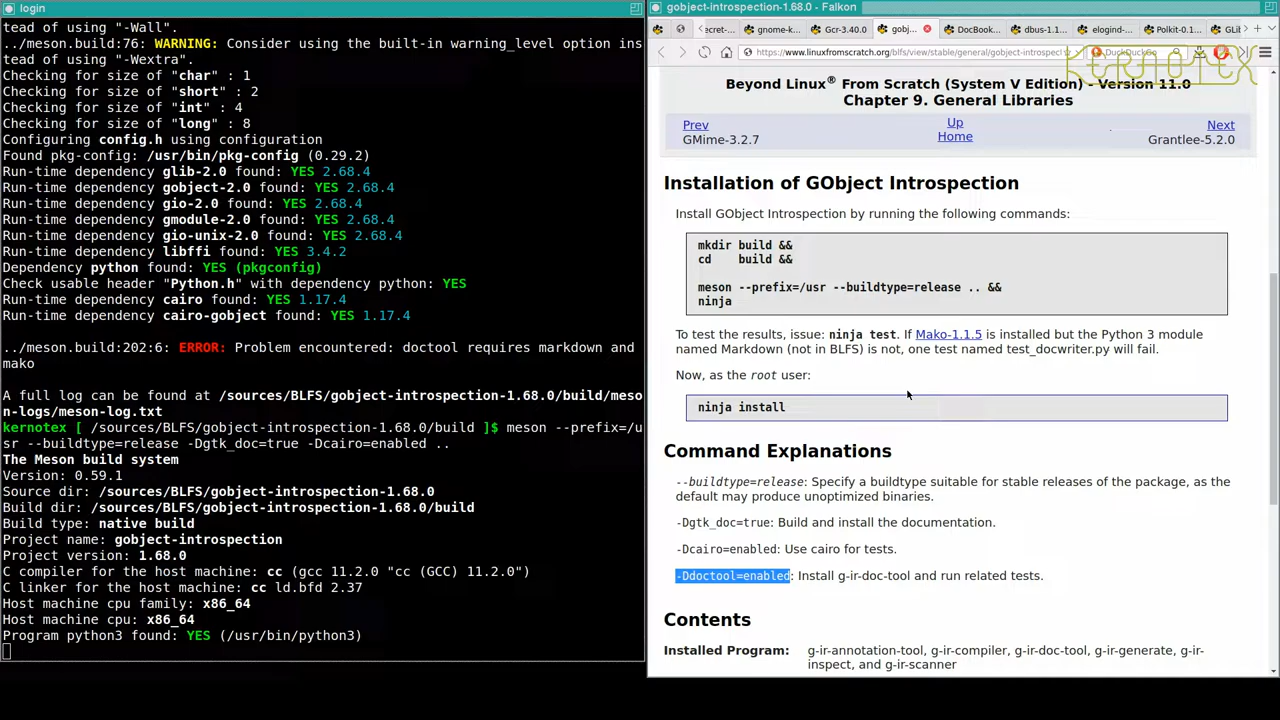 login
tead of using "-Wall".
../meson.build:76: WARNING: Consider using the built-in warning_level option ins
tead of using "-Wextra".
Checking for size of "char" : 1
Checking for size of "short" : 2
Checking for size of "int" : 4
Checking for size of "long" : 8
Configuring config.h using configuration
Found pkg-config: /usr/bin/pkg-config (0.29.2)
Run-time dependency glib-2.0 found: YES 2.68.4
Run-time dependency gobject-2.0 found: YES 2.68.4
Run-time dependency gio-2.0 found: YES 2.68.4
Run-time dependency gmodule-2.0 found: YES 2.68.4
Run-time dependency gio-unix-2.0 found: YES 2.68.4
Run-time dependency libffi found: YES 3.4.2
Dependency python found: YES (pkgconfig)
Check usable header "Python.h" with dependency python: YES
Run-time dependency cairo found: YES 1.17.4
Run-time dependency cairo-gobject found: YES 1.17.4
../meson.build:202:6: ERROR: Problem encountered: doctool requires markdown and
mako
A full log can be found at /sources/BLFS/gobject-introspection-1.68.0/build/meso
n-logs/meson-log.txt
kernotex [ /sources/BLFS/gobject-introspection-1.68.0/build ]$ meson --prefix=/u
sr --buildtype=release -Dgtk_doc=true -Dcairo=enabled ..
The Meson build system
Version: 0.59.1
Source dir: /sources/BLFS/gobject-introspection-1.68.0
Build dir: /sources/BLFS/gobject-introspection-1.68.0/build
Build type: native build
Project name: gobject-introspection
Project version: 1.68.0
C compiler for the host machine: cc (gcc 11.2.0 "cc (GCC) 11.2.0")
C linker for the host machine: cc ld.bfd 2.37
Host machine cpu family: x86_64
Host machine cpu: x86_64
Program python3 found: YES (/usr/bin/python3)
gobject-introspection-1.68.0 - Falkon
ecret-... gnome-k... Gcr-3.40.0 gobj... DocBook... dbus-1.1... elogind-... Polkit-0.1... GLib
https://www.linuxfromscratch.org/blfs/view/stable/general/gobject-introspecti DuckDuckGo
KERNOTEX
Beyond Linux® From Scratch (System V Edition) - Version 11.0
Chapter 9. General Libraries
Prev Up Next
GMime-3.2.7 Home Grantlee-5.2.0
Installation of GObject Introspection
Install GObject Introspection by running the following commands:
mkdir build &&
cd    build &&
meson --prefix=/usr --buildtype=release .. &&
ninja
To test the results, issue: ninja test. If Mako-1.1.5 is installed but the Python 3 module
named Markdown (not in BLFS) is not, one test named test_docwriter.py will fail.
Now, as the root user:
ninja install
Command Explanations
--buildtype=release: Specify a buildtype suitable for stable releases of the package, as the
default may produce unoptimized binaries.
-Dgtk_doc=true: Build and install the documentation.
-Dcairo=enabled: Use cairo for tests.
-Ddoctool=enabled: Install g-ir-doc-tool and run related tests.
Contents
Installed Program: g-ir-annotation-tool, g-ir-compiler, g-ir-doc-tool, g-ir-generate, g-ir-
inspect, and g-ir-scanner